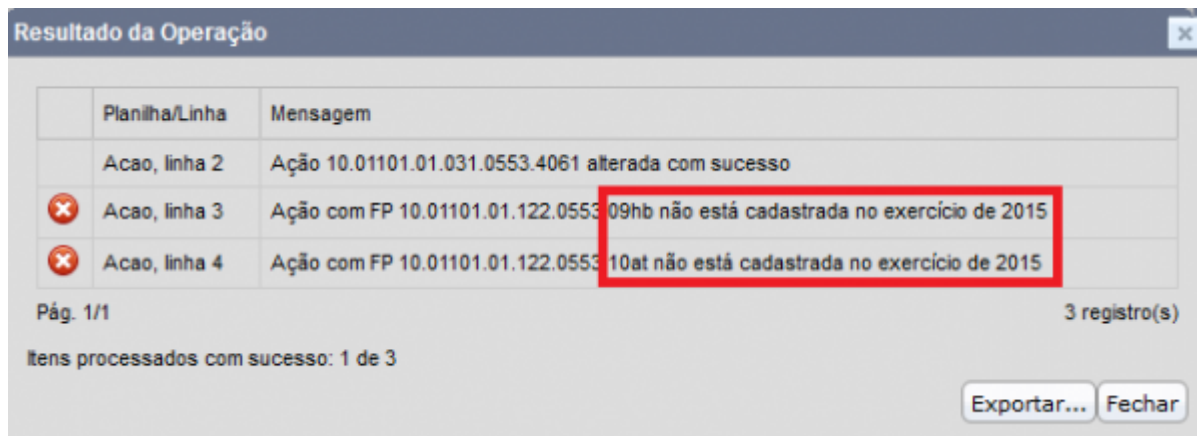 Resultado da Operação
Planilha/Linha Mensagem
Acao, linha 2 Ação 10.01101.01.031.0553.4061 alterada com sucesso
Acao, linha 3 Ação com FP 10.01101.01.122.0553.09hb não está cadastrada no exercício de 2015
Acao, linha 4 Ação com FP 10.01101.01.122.0553.10at não está cadastrada no exercício de 2015
Pág. 1/1 3 registro(s)
Itens processados com sucesso: 1 de 3
Exportar... Fechar